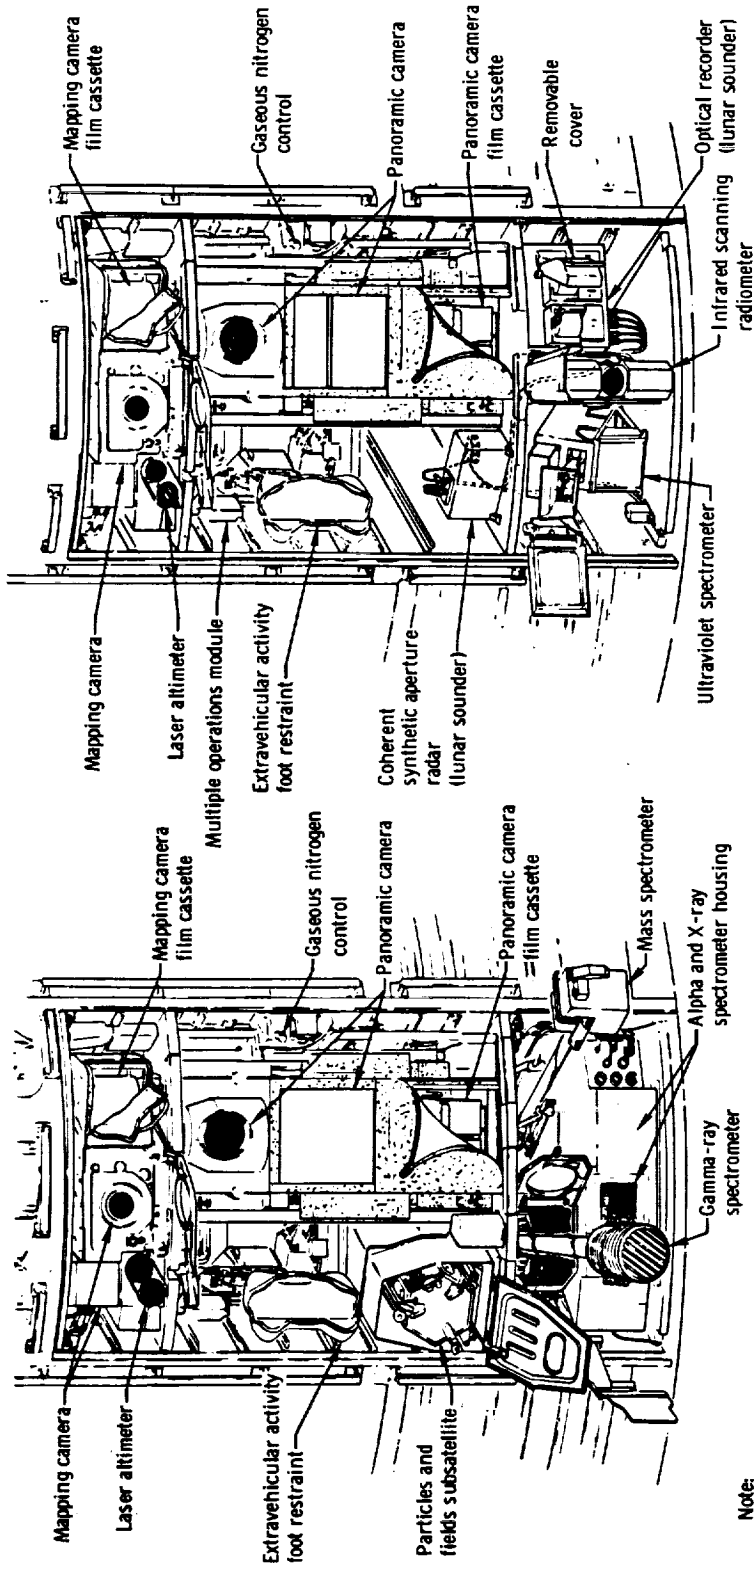 Mapping camera
Laser altimeter
Extravehicular activity
foot restraint
Particles and
fields subsatellite
Mapping camera
film cassette
Gaseous nitrogen
control
Panoramic camera
Panoramic camera
film cassette
Mass spectrometer
Alpha and X-ray
spectrometer housing
Gamma-ray
spectrometer
Note:
Mapping camera
Laser altimeter
Multiple operations module
Extravehicular activity
foot restraint
Coherent
synthetic aperture
radar
(lunar sounder)
Ultraviolet spectrometer
Mapping camera
film cassette
Gaseous nitrogen
control
Panoramic camera
Panoramic camera
film cassette
Removable
cover
Optical recorder
(lunar sounder)
Infrared scanning
radiometer